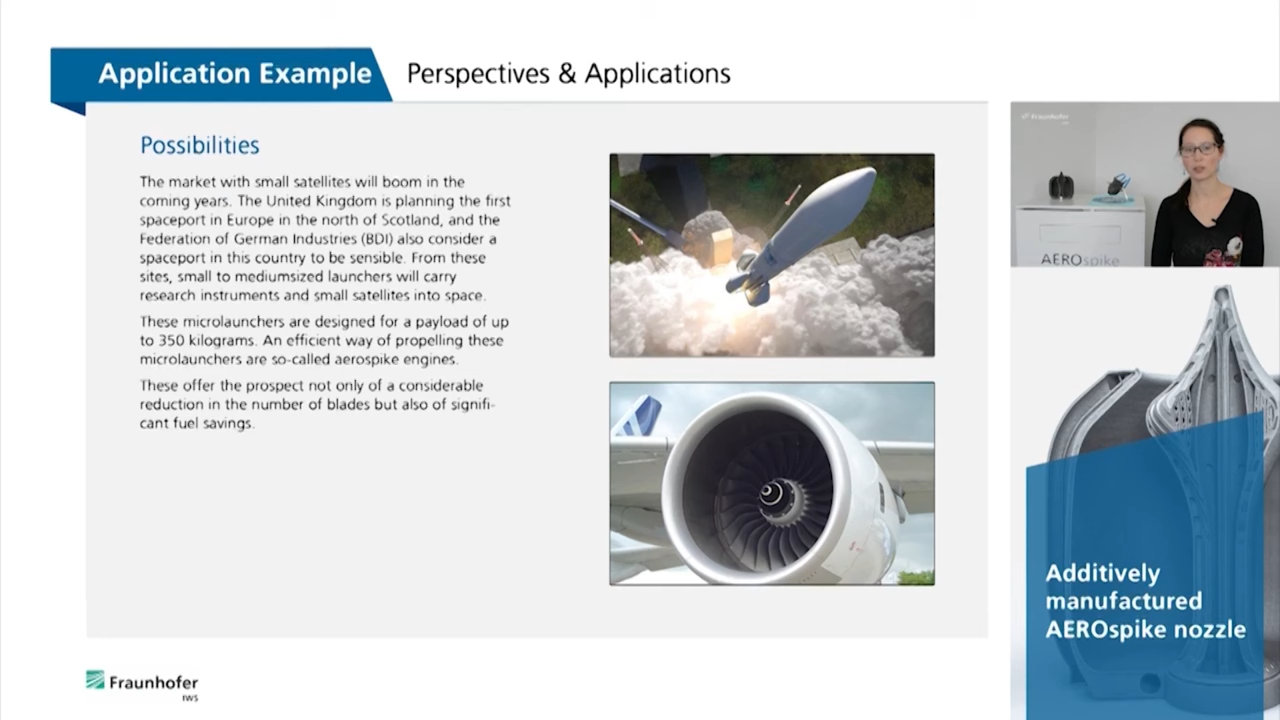 Application Example
Perspectives & Applications
Possibilities
The market with small satellites will boom in the
coming years. The United Kingdom is planning the first
spaceport in Europe in the north of Scotland, and the
Federation of German Industries (BDI) also consider a
spaceport in this country to be sensible. From these
sites, small to mediumsized launchers will carry
research instruments and small satellites into space.
These microlaunchers are designed for a payload of up
to 350 kilograms. An efficient way of propelling these
microlaunchers are so-called aerospike engines.
These offer the prospect not only of a considerable
reduction in the number of blades but also of signifi-
cant fuel savings.
Fraunhofer
IWS
Fraunhofer
IWS
AEROspike
Additively
manufactured
AEROspike nozzle